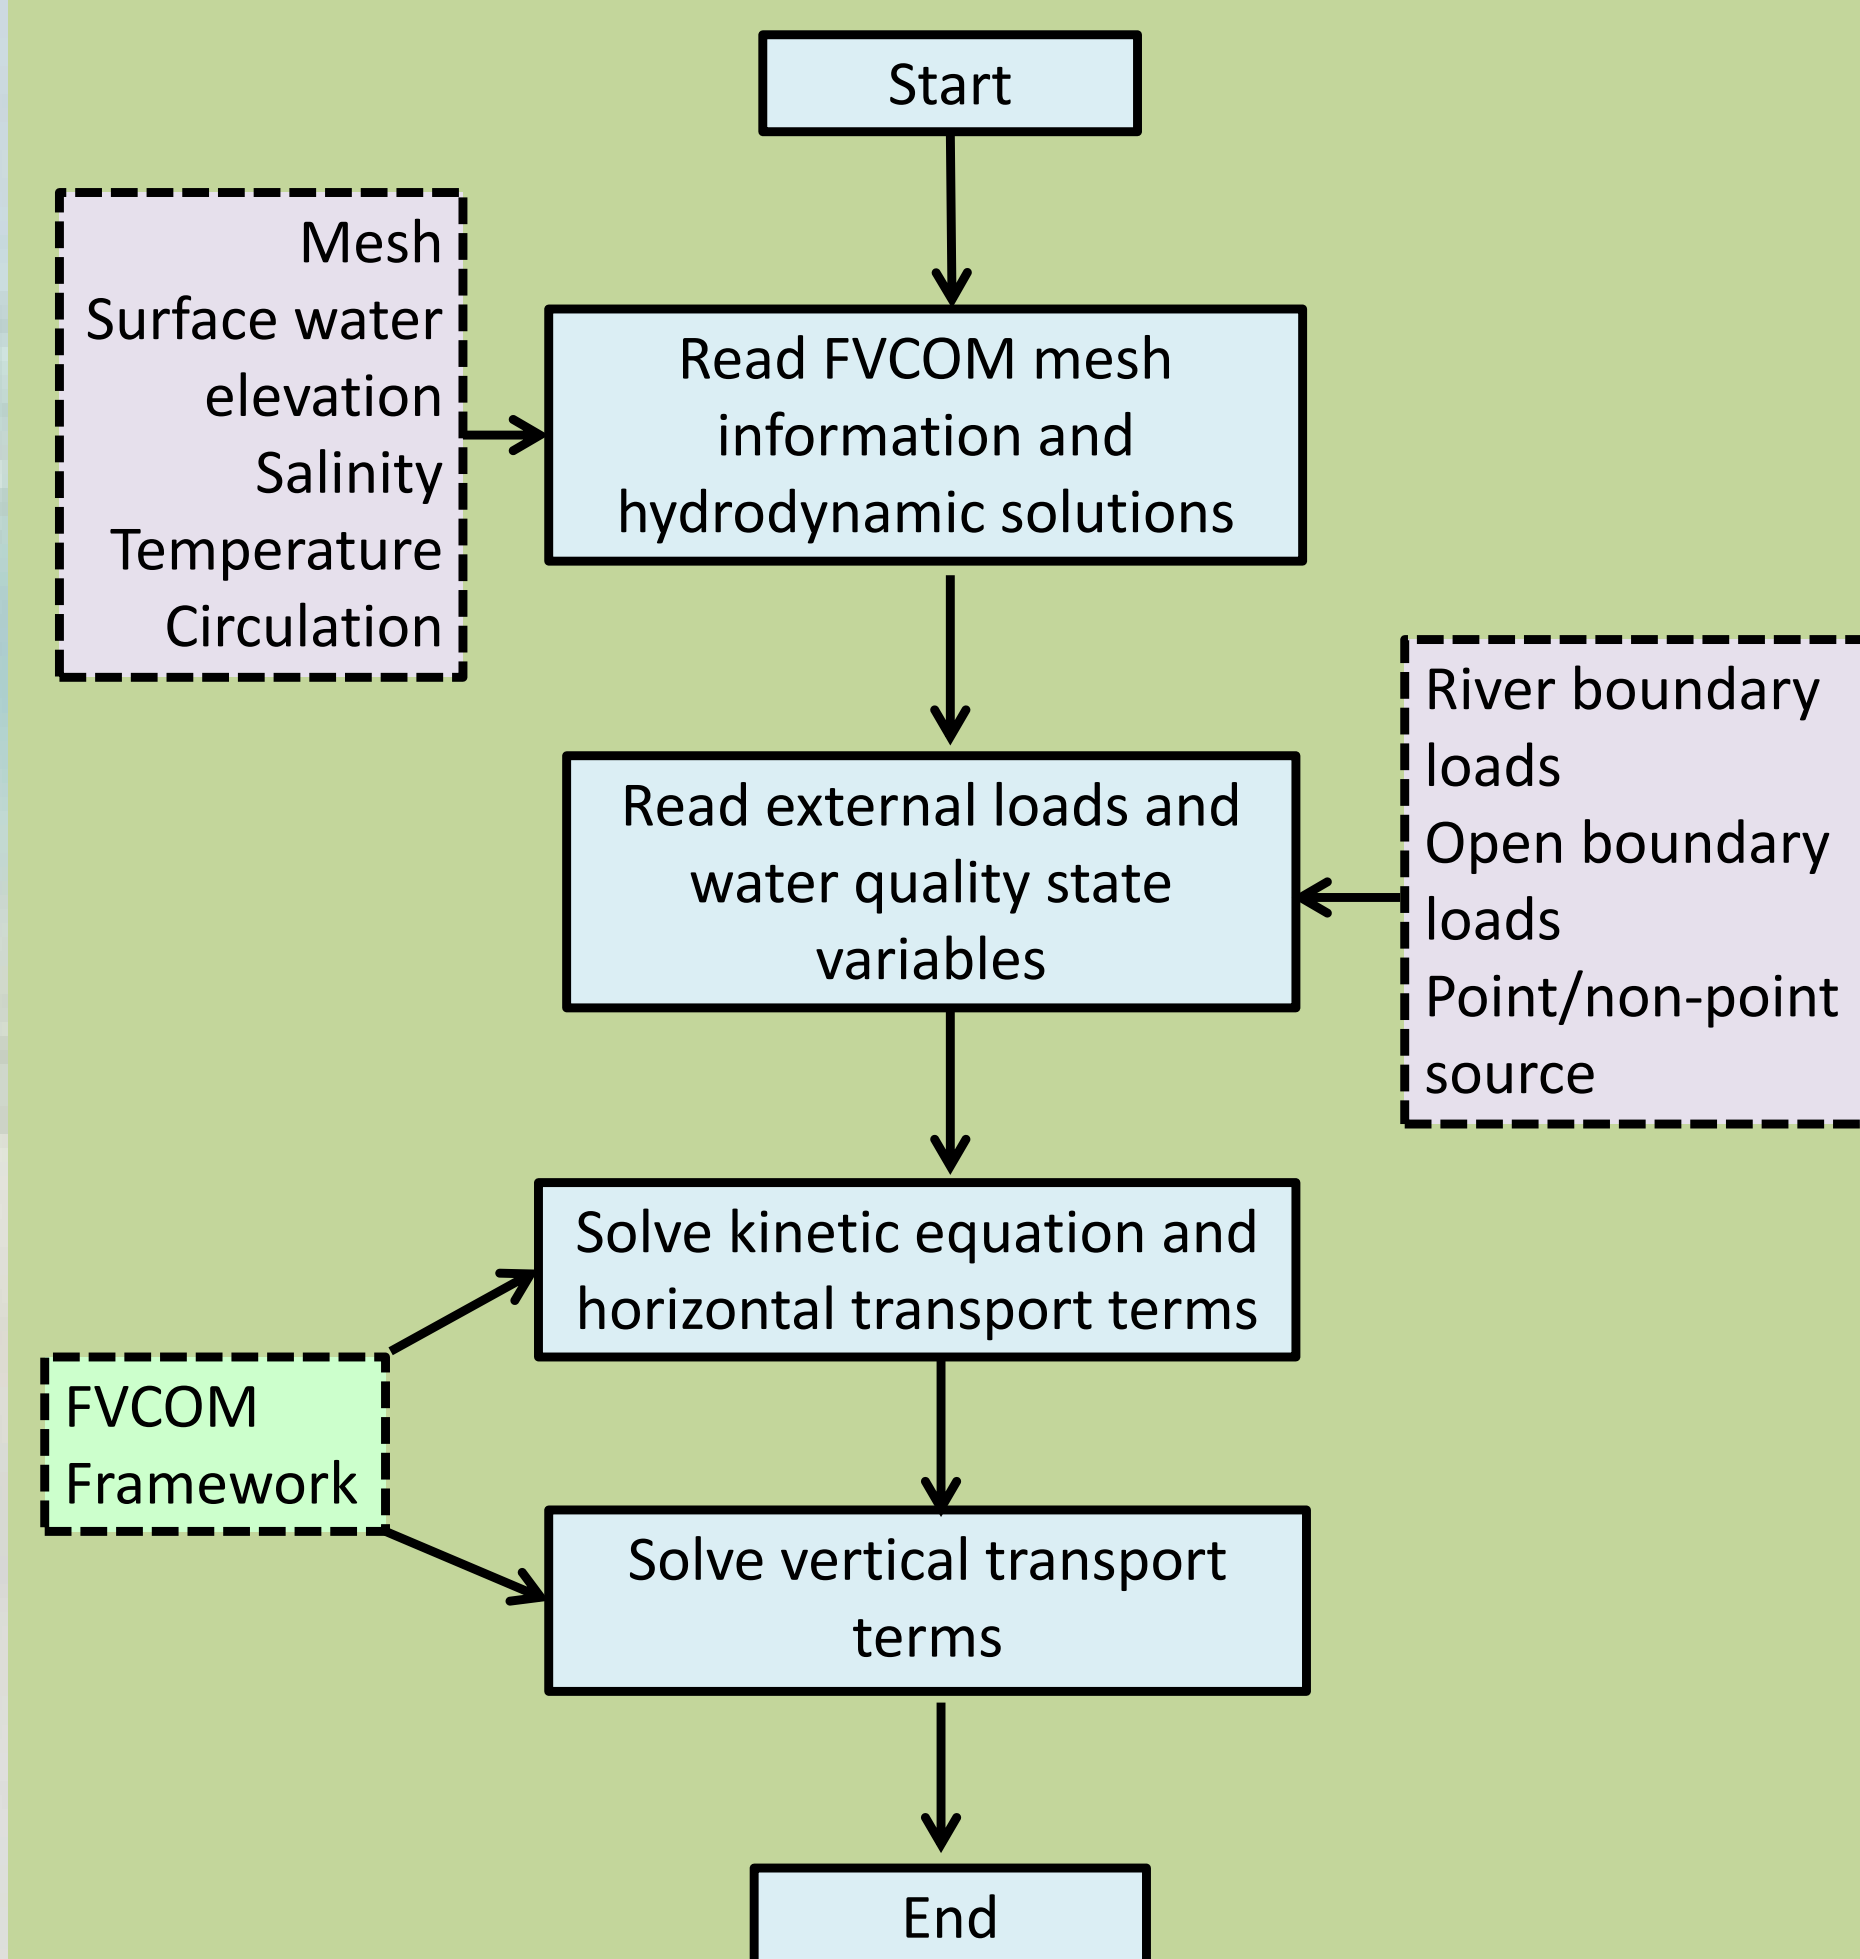 Start
Mesh
Surface water
elevation
Salinity
Temperature
Circulation
Read FVCOM mesh
information and
hydrodynamic solutions
River boundary
loads
Open boundary
loads
Point/non-point
source
Read external loads and
water quality state
variables
Solve kinetic equation and
horizontal transport terms
FVCOM
Framework
Solve vertical transport
terms
End